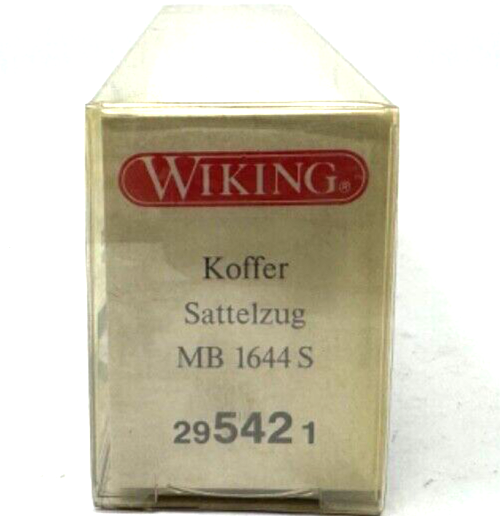 WIKING®
Koffer
Sattelzug
MB 1644 S
29 542 1